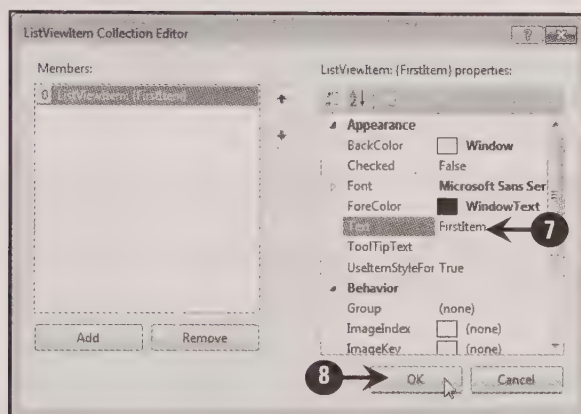 ListViewItem Collection Editor
Members:
0 ListViewItem: {FirstItem}
Add
Remove
ListViewItem: {FirstItem} properties:
Appearance
BackColor Window
Checked False
Font Microsoft Sans Ser
ForeColor WindowText
Text FirstItem
7
ToolTipText
UseItemStyleFor True
Behavior
Group (none)
ImageIndex (none)
ImageKey (none)
8
OK
Cancel